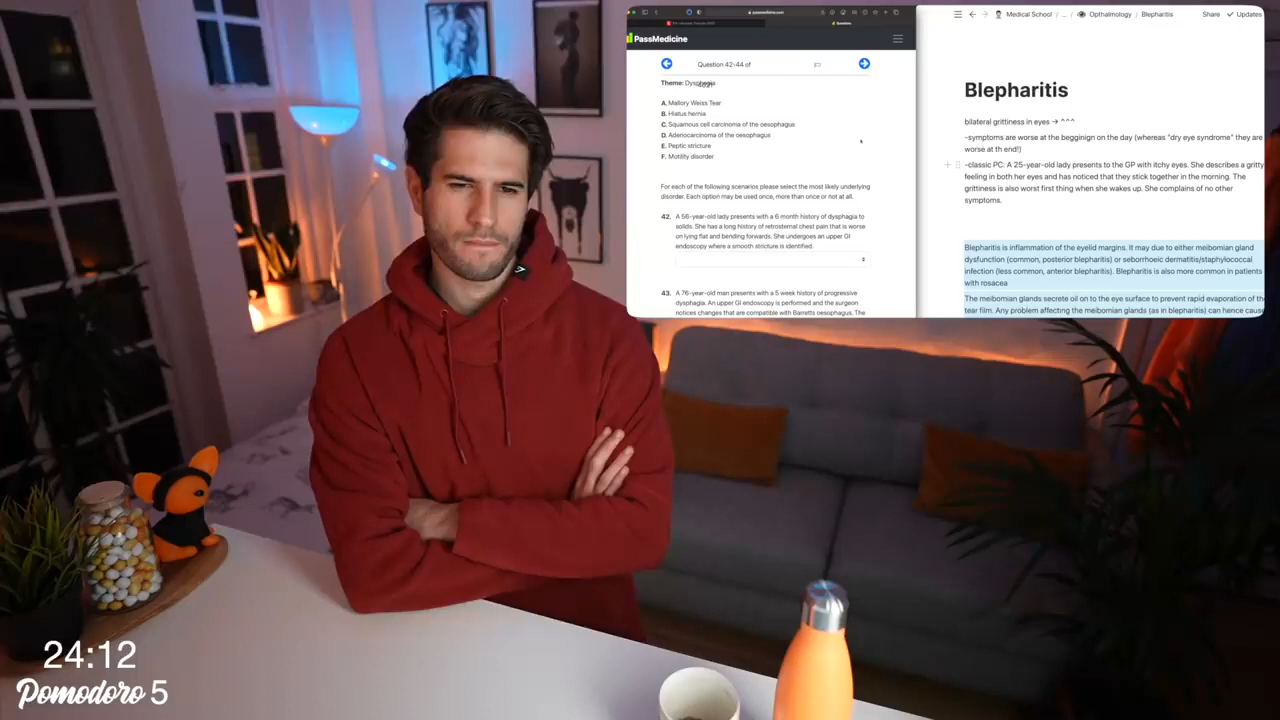 PassMedicine
Question 42-44 of
4021
Theme: Dysphagia
A. Mallory Weiss Tear
B. Hiatus hernia
C. Squamous cell carcinoma of the oesophagus
D. Adenocarcinoma of the oesophagus
E. Peptic stricture
F. Motility disorder
For each of the following scenarios please select the most likely underlying
disorder. Each option may be used once, more than once or not at all.
42. A 56-year-old lady presents with a 6 month history of dysphagia to
solids. She has a long history of retrosternal chest pain that is worse
on lying flat and bending forwards. She undergoes an upper GI
endoscopy where a smooth stricture is identified.
43. A 76-year-old man presents with a 5 week history of progressive
dysphagia. An upper GI endoscopy is performed and the surgeon
notices changes that are compatible with Barretts oesophagus. The
Medical School / ... / Opthalmology / Blepharitis
Share Updates
Blepharitis
bilateral grittiness in eyes → ^^^
-symptoms are worse at the begginign on the day (whereas "dry eye syndrome" they are
worse at th end!)
-classic PC: A 25-year-old lady presents to the GP with itchy eyes. She describes a gritty
feeling in both her eyes and has noticed that they stick together in the morning. The
grittiness is also worst first thing when she wakes up. She complains of no other
symptoms.
Blepharitis is inflammation of the eyelid margins. It may due to either meibomian gland
dysfunction (common, posterior blepharitis) or seborrhoeic dermatitis/staphylococcal
infection (less common, anterior blepharitis). Blepharitis is also more common in patients
with rosacea
The meibomian glands secrete oil on to the eye surface to prevent rapid evaporation of the
tear film. Any problem affecting the meibomian glands (as in blepharitis) can hence cause
24:12
Pomodoro 5